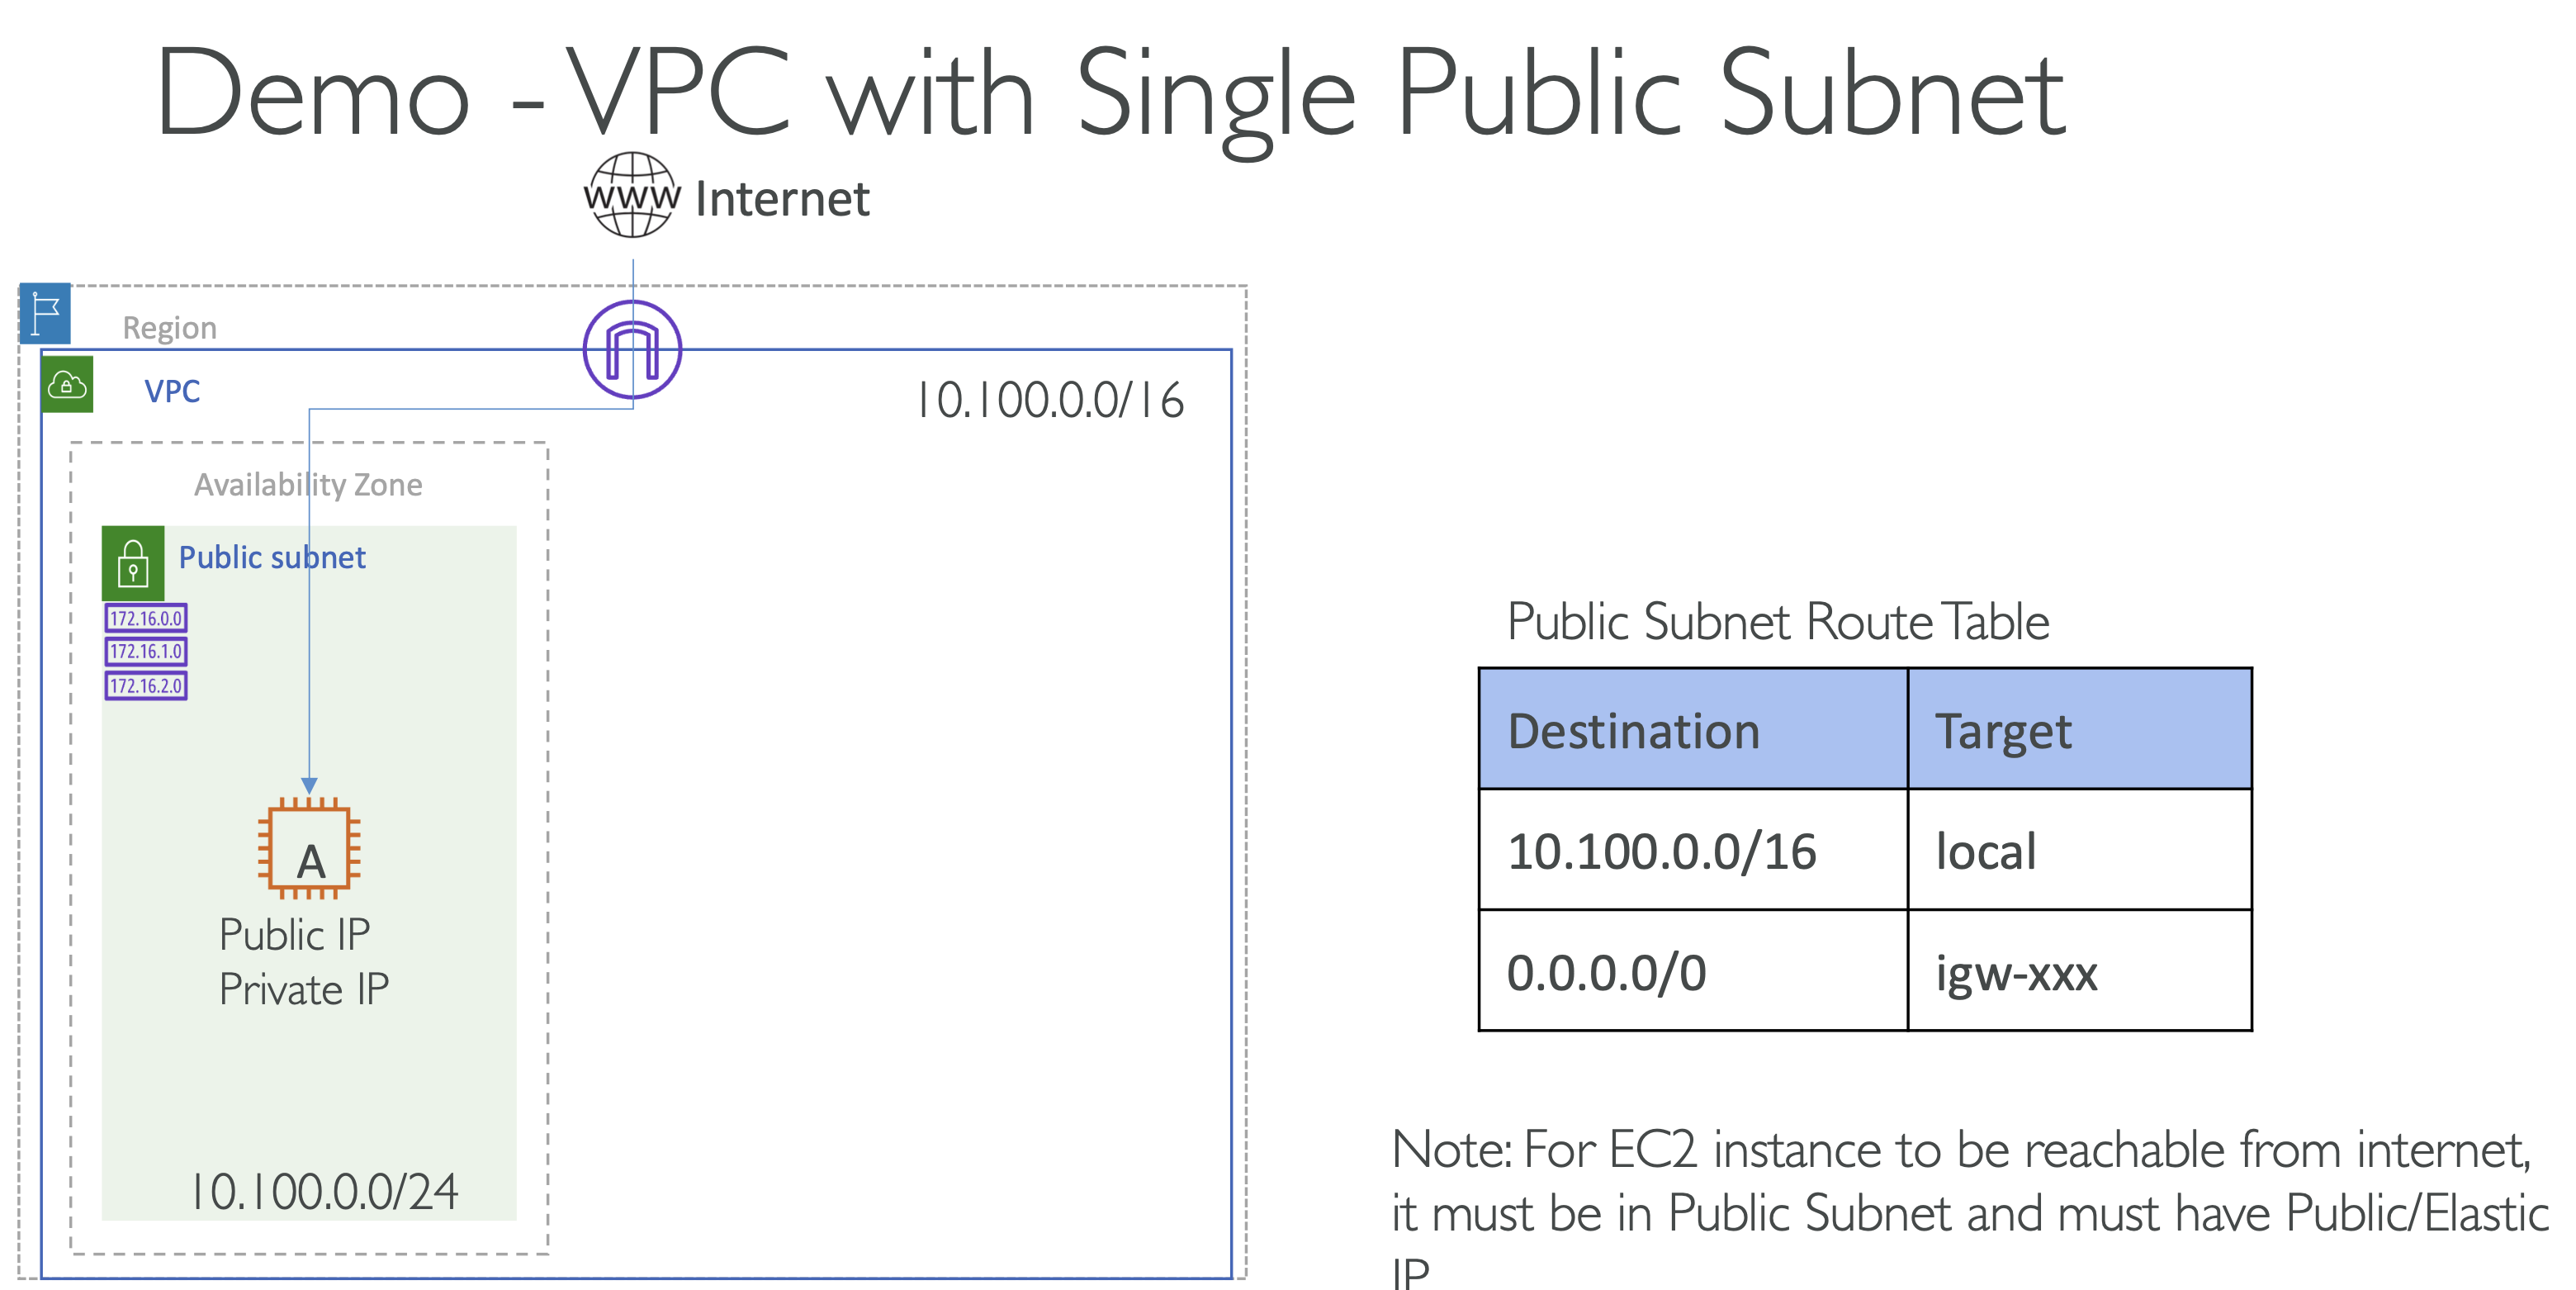 Demo - VPC with Single Public Subnet
WWW Internet
Region
VPC
10.100.0.0/16
Availability Zone
Public subnet
172.16.0.0
172.16.1.0
172.16.2.0
A
Public IP
Private IP
10.100.0.0/24
Public Subnet Route Table
Destination Target
10.100.0.0/16 local
0.0.0.0/0 igw-xxx
Note: For EC2 instance to be reachable from internet,
it must be in Public Subnet and must have Public/Elastic
IP